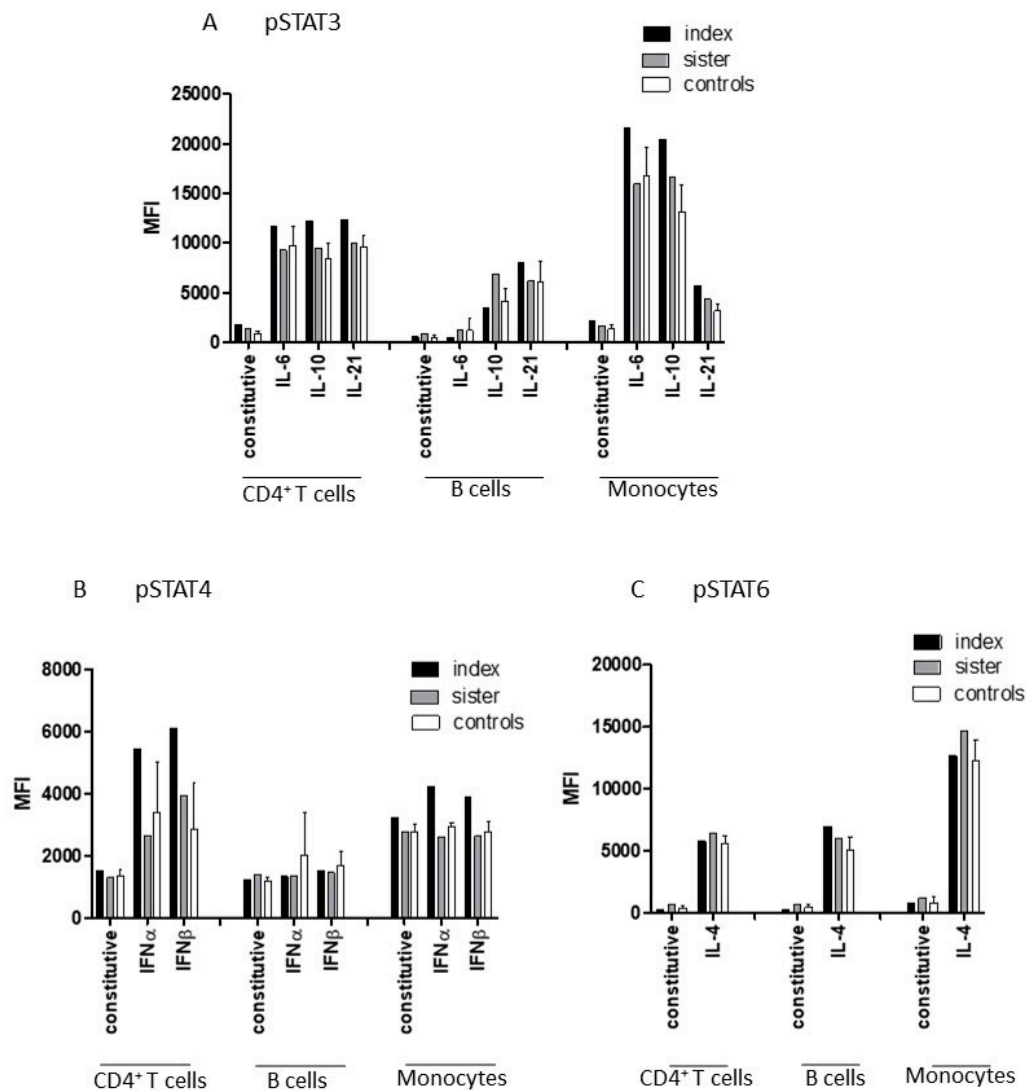 A pSTAT3
index
sister
controls
25000
20000
15000
10000
5000
0
MFI
constitutive IL-6 IL-10 IL-21 constitutive IL-6 IL-10 IL-21 constitutive IL-6 IL-10 IL-21
CD4⁺ T cells B cells Monocytes
B pSTAT4
index
sister
controls
8000
6000
4000
2000
0
MFI
constitutive IFNα IFNβ constitutive IFNα IFNβ constitutive IFNα IFNβ
CD4⁺ T cells B cells Monocytes
C pSTAT6
index
sister
controls
20000
15000
10000
5000
0
MFI
constitutive IL-4 constitutive IL-4 constitutive IL-4
CD4⁺ T cells B cells Monocytes